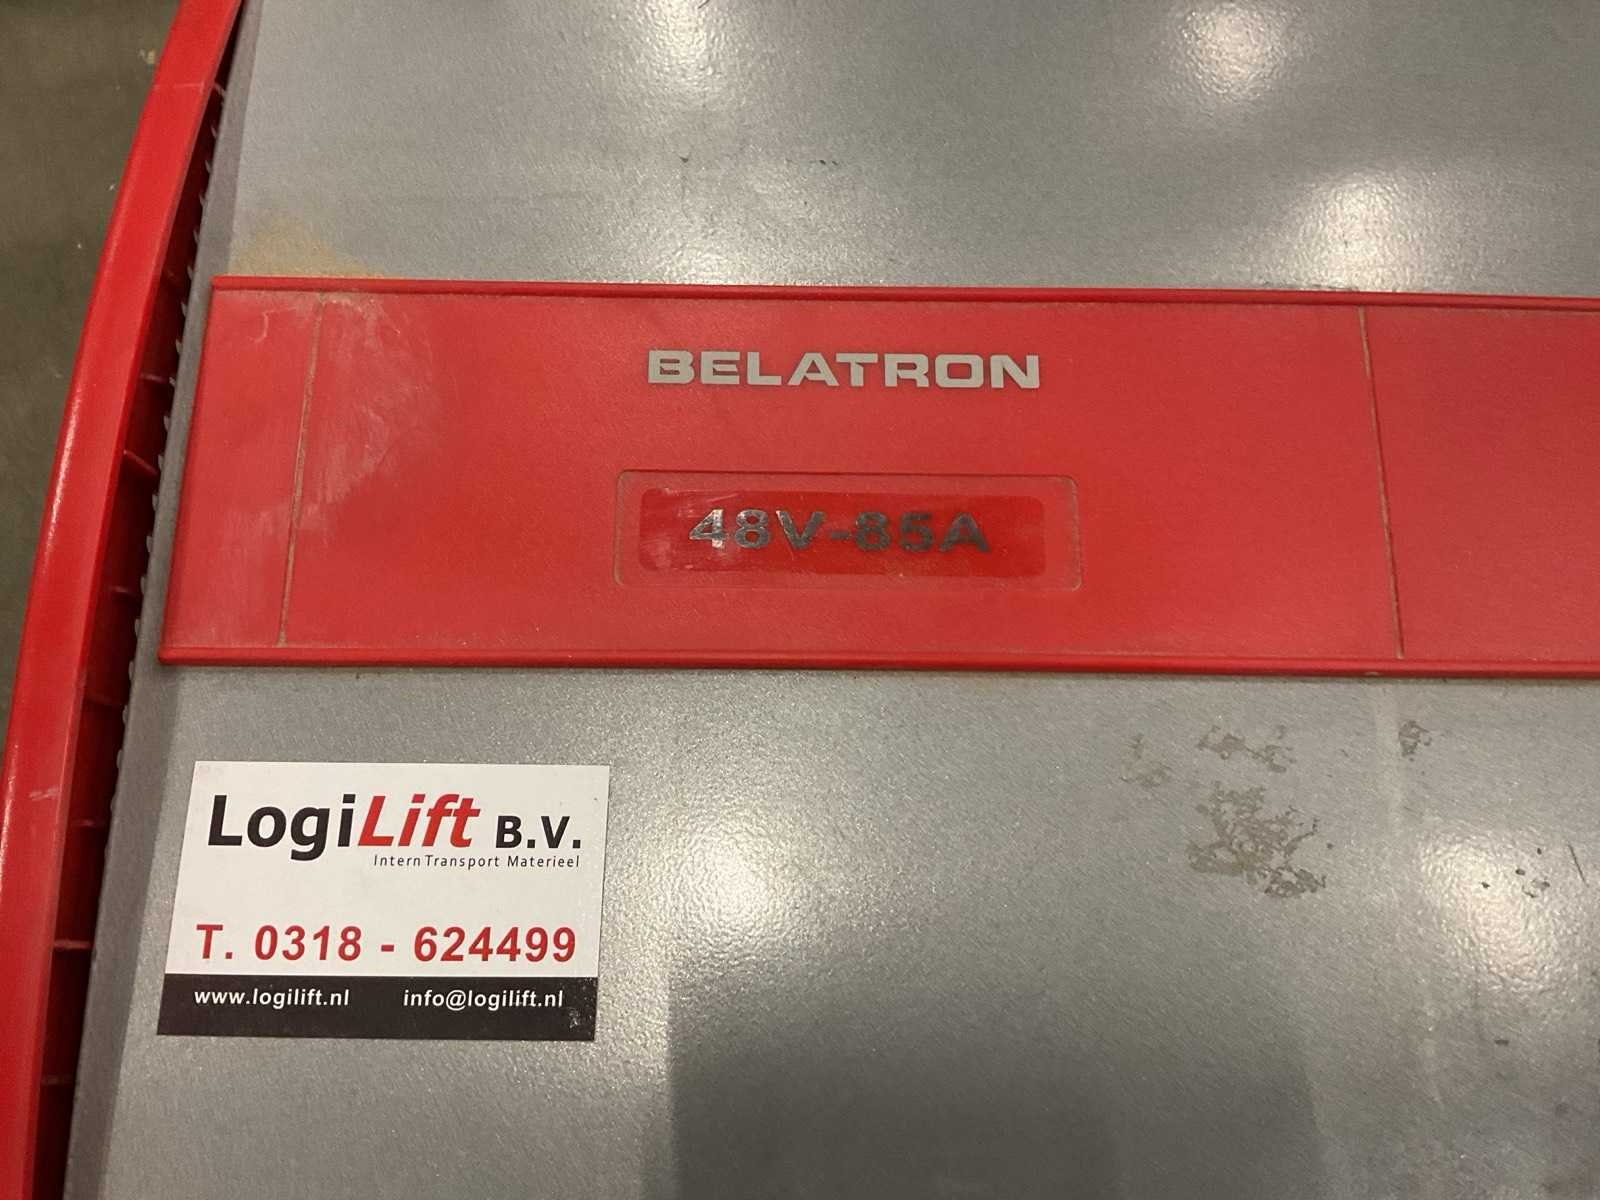 BELATRON
48V-85A
LogiLift B.V.
Intern Transport Materieel
T. 0318 - 624499
www.logilift.nl info@logilift.nl